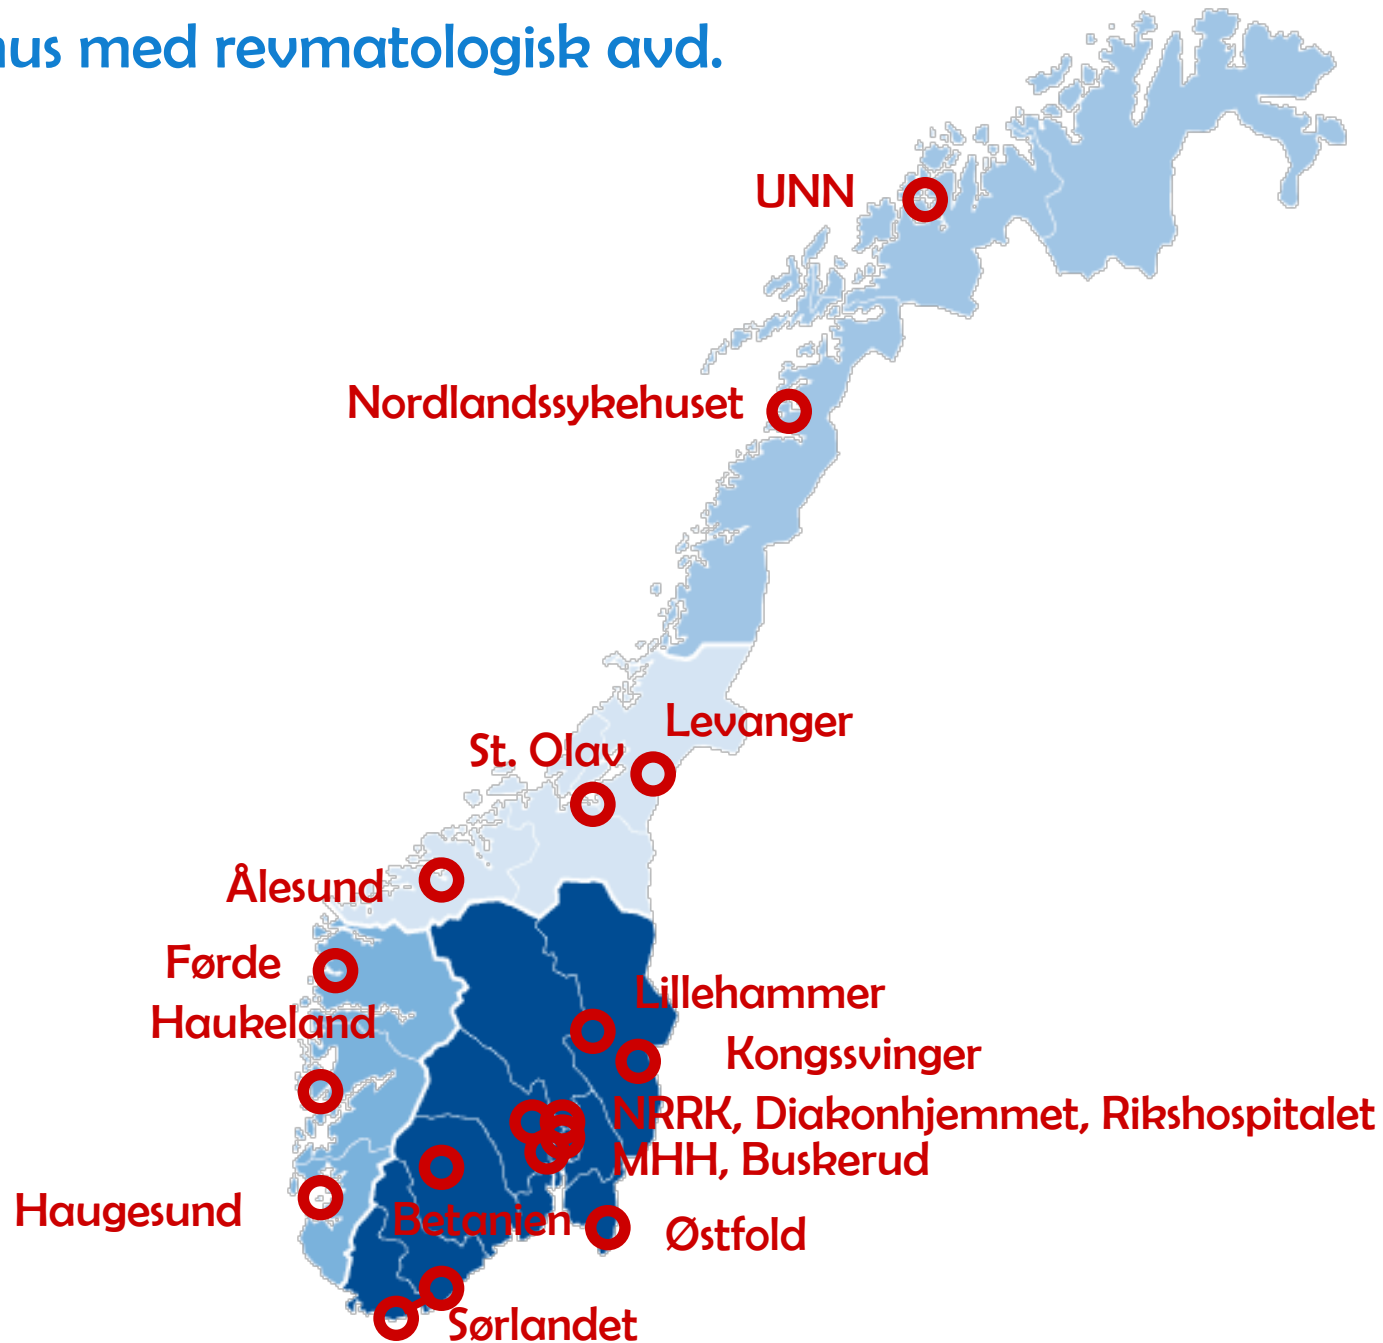 hus med revmatologisk avd.
UNN
Nordlandssykehuset
Levanger
St. Olav
Ålesund
Førde
Lillehammer
Haukeland
Kongssvinger
NRRK, Diakonhjemmet, Rikshospitalet
MHH, Buskerud
Haugesund
Betanien
Østfold
Sørlandet